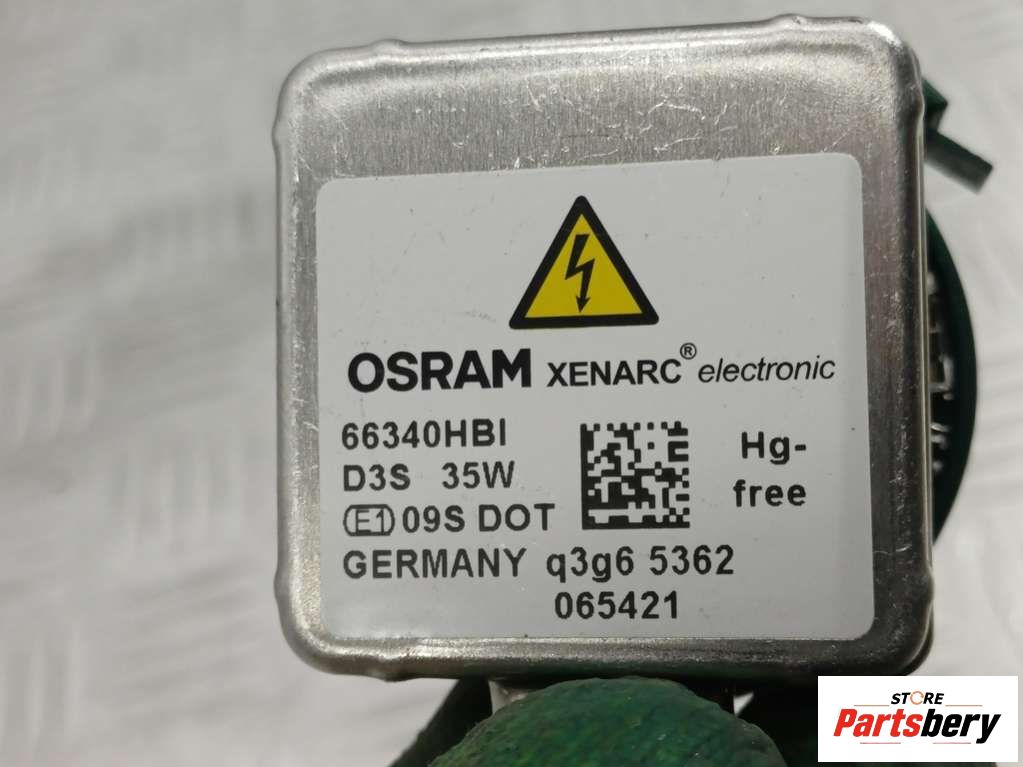 OSRAM XENARC® electronic
66340HBI
D3S 35W
Hg-
free
E1 09S DOT
GERMANY q3g6 5362
065421
STORE
Partsbery